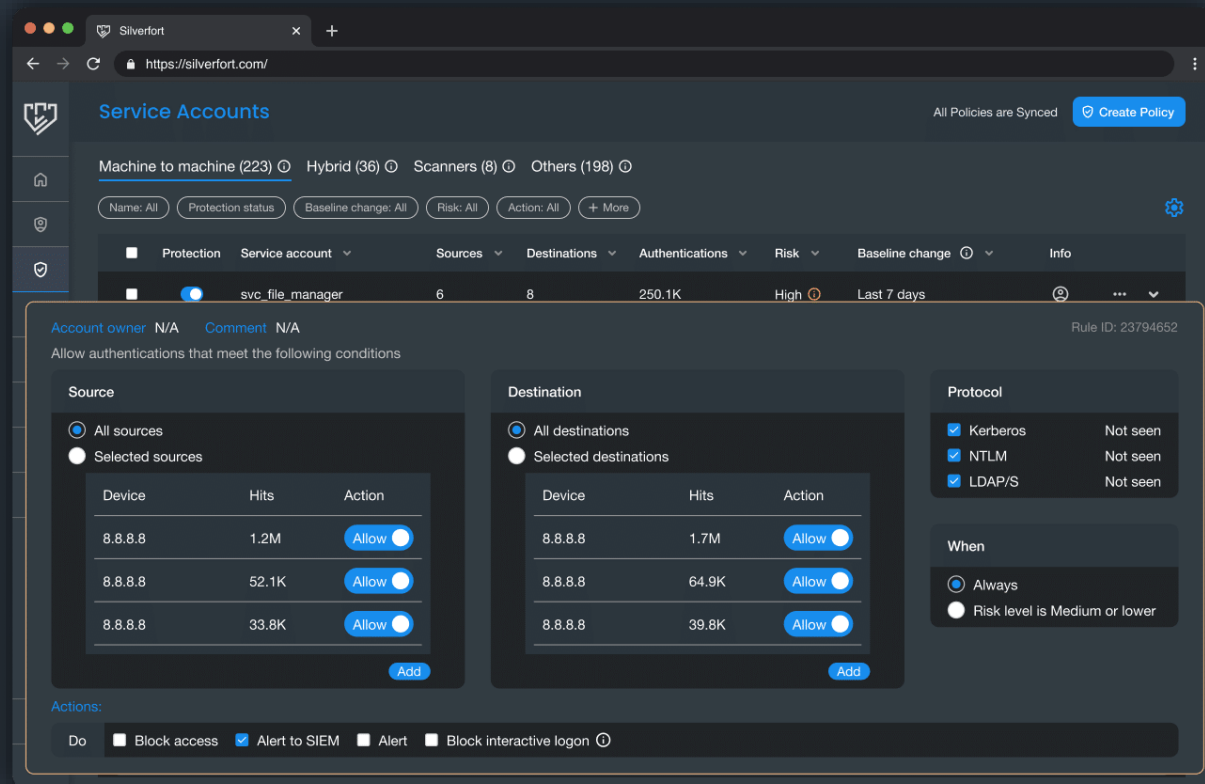 Silverfort
https://silverfort.com/
Service Accounts
All Policies are Synced
Create Policy
Machine to machine (223) Hybrid (36) Scanners (8) Others (198)
Name: All Protection status Baseline change: All Risk: All Action: All + More
Protection Service account Sources Destinations Authentications Risk Baseline change Info
svc_file_manager 6 8 250.1K High Last 7 days
Account owner N/A Comment N/A Rule ID: 23794652
Allow authentications that meet the following conditions
Source
All sources
Selected sources
Device Hits Action
8.8.8.8 1.2M Allow
8.8.8.8 52.1K Allow
8.8.8.8 33.8K Allow
Add
Destination
All destinations
Selected destinations
Device Hits Action
8.8.8.8 1.7M Allow
8.8.8.8 64.9K Allow
8.8.8.8 39.8K Allow
Add
Protocol
Kerberos Not seen
NTLM Not seen
LDAP/S Not seen
When
Always
Risk level is Medium or lower
Actions:
Do Block access Alert to SIEM Alert Block interactive logon